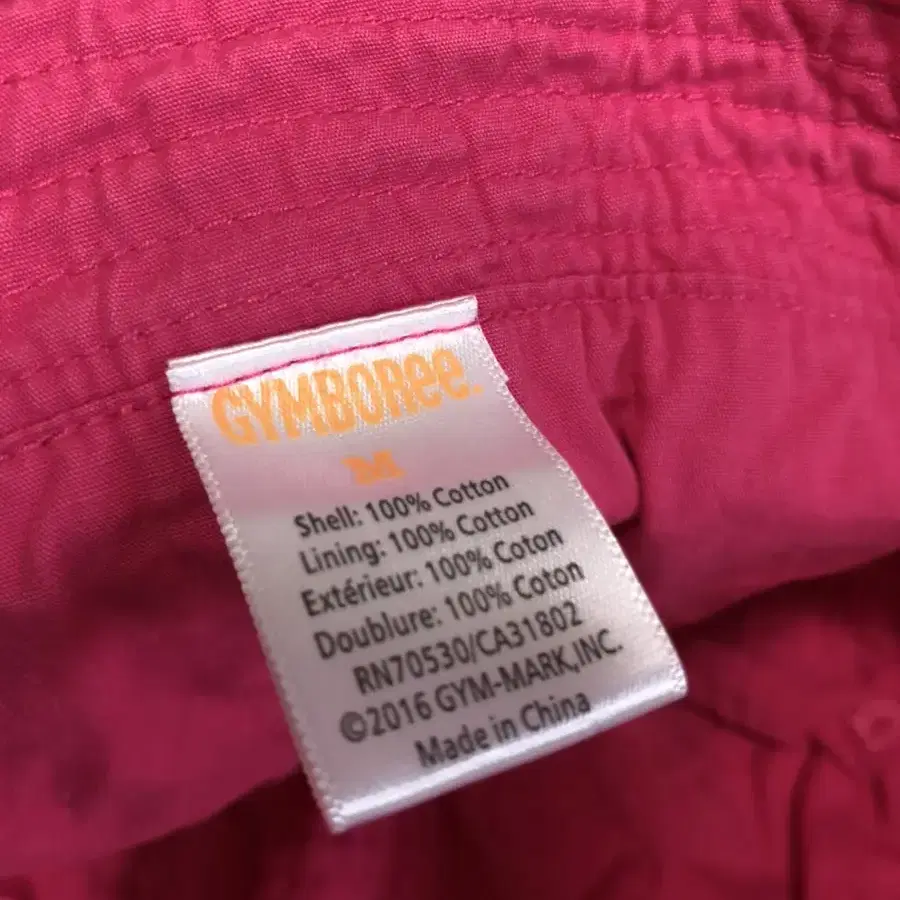 GYMBOREE.
M
Shell: 100% Cotton
Lining: 100% Cotton
Extérieur: 100% Coton
Doublure: 100% Coton
RN70530/CA31802
©2016 GYM-MARK,INC.
Made in China